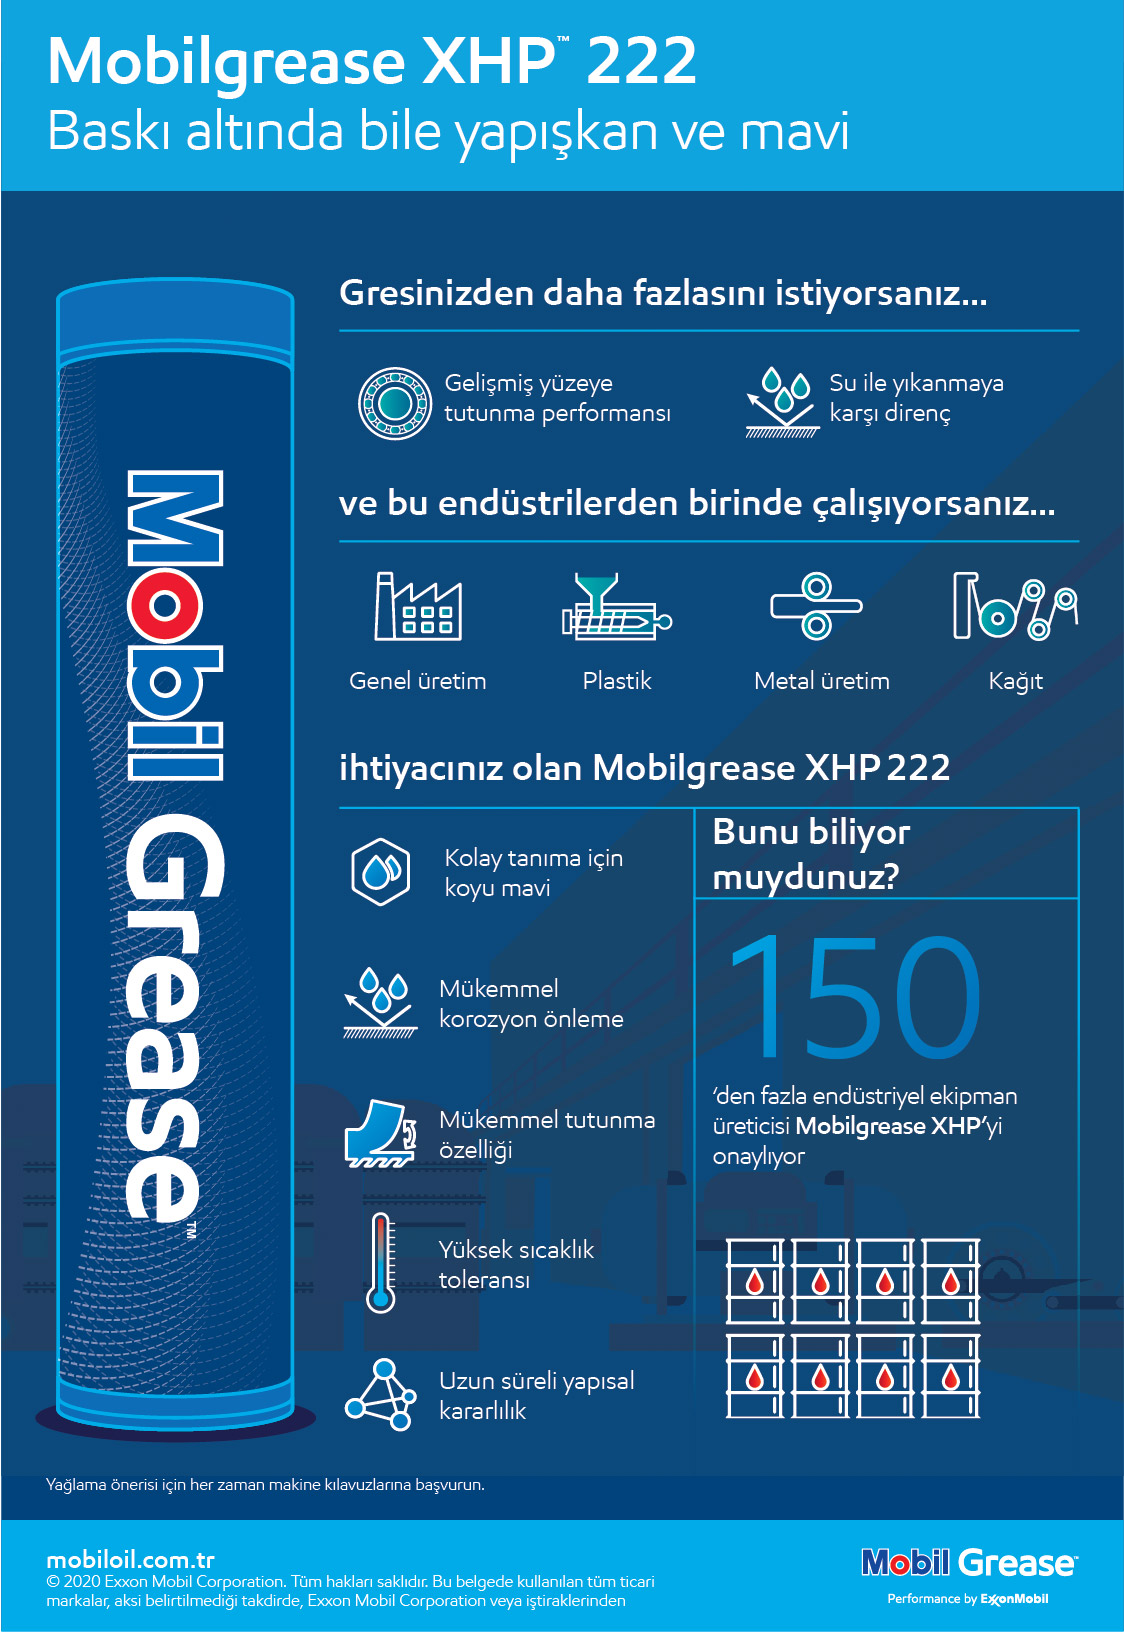 Mobilgrease XHP™ 222
Baskı altında bile yapışkan ve mavi
Mobil Grease™
Gresinizden daha fazlasını istiyorsanız...
Gelişmiş yüzeye
tutunma performansı
Su ile yıkanmaya
karşı direnç
ve bu endüstrilerden birinde çalışıyorsanız...
Genel üretim
Plastik
Metal üretim
Kağıt
ihtiyacınız olan Mobilgrease XHP 222
Kolay tanıma için
koyu mavi
Mükemmel
korozyon önleme
Mükemmel tutunma
özelliği
Yüksek sıcaklık
toleransı
Uzun süreli yapısal
kararlılık
Bunu biliyor
muydunuz?
150
‘den fazla endüstriyel ekipman
üreticisi Mobilgrease XHP’yi
onaylıyor
Yağlama önerisi için her zaman makine kılavuzlarına başvurun.
mobiloil.com.tr
© 2020 Exxon Mobil Corporation. Tüm hakları saklıdır. Bu belgede kullanılan tüm ticari
markalar, aksi belirtilmediği takdirde, Exxon Mobil Corporation veya iştiraklerinden
Mobil Grease™
Performance by ExxonMobil